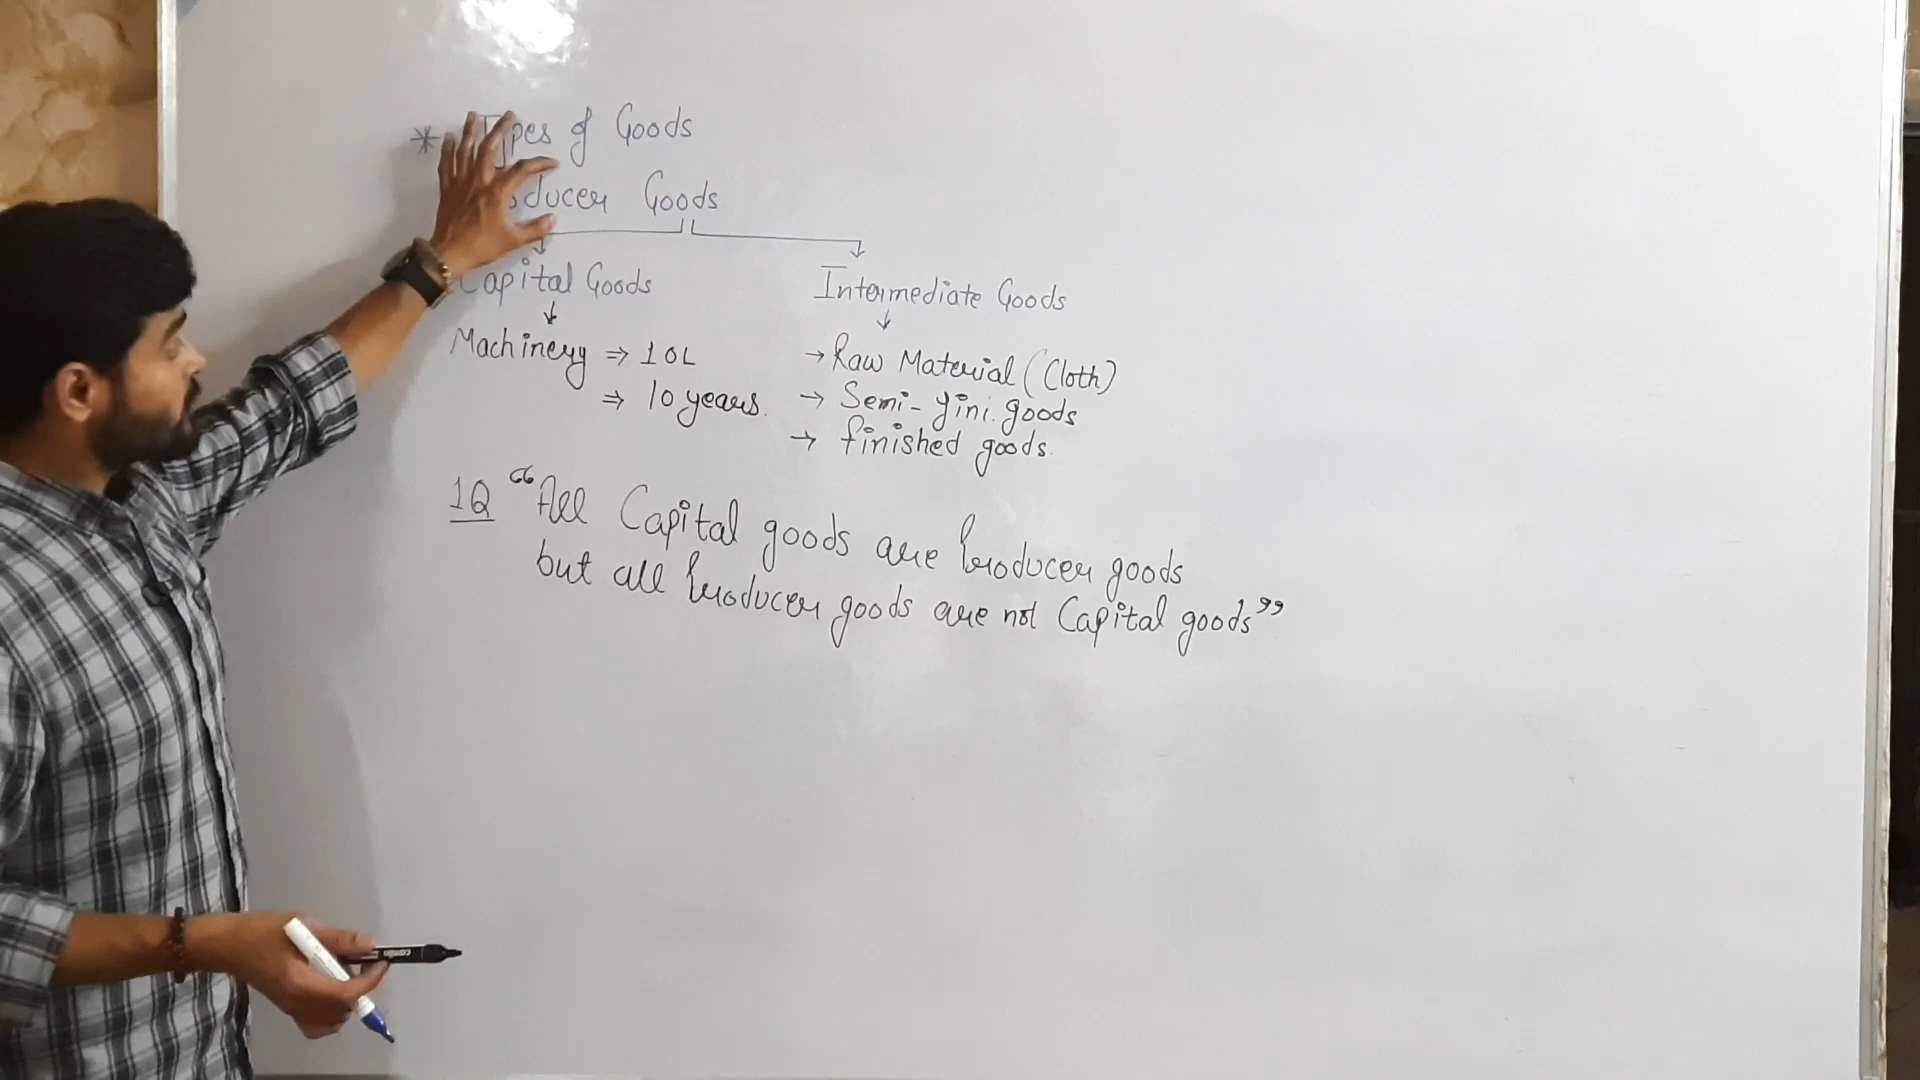 * Types of Goods
Producer Goods
Capital Goods
Intermediate Goods
Machinery ⇒ 10L
⇒ 10 years.
→ Raw Material (Cloth)
→ Semi-fini. goods
→ finished goods.
1Q "All Capital goods are producer goods
but all producer goods are not Capital goods"
camlin